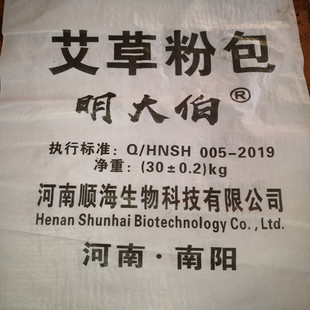 艾草粉包
明大伯®
执行标准：Q/HNSH 005-2019
净重：(30±0.2)kg
河南顺海生物科技有限公司
Henan Shunhai Biotechnology Co., Ltd.
河南·南阳